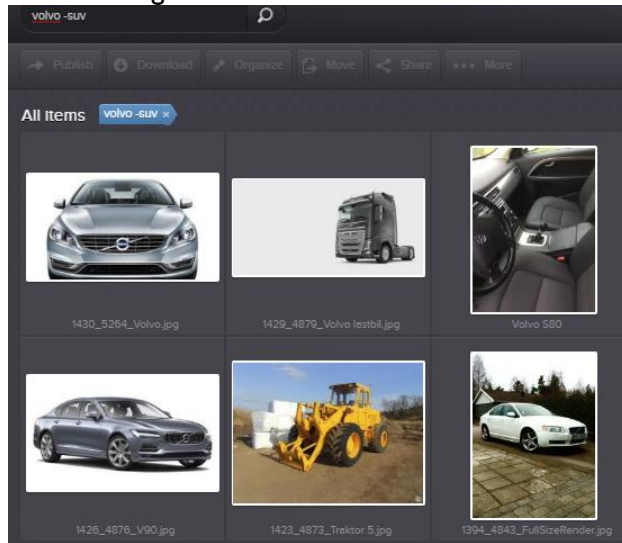 volvo -suv
Publish Download Organize Move Share More
All Items volvo -suv ×
1430_5264_Volvo.jpg 1429_4879_Volvo lastbil.jpg Volvo S80
1426_4876_V90.jpg 1423_4873_Traktor 5.jpg 1394_4843_FullSizeRender.jpg